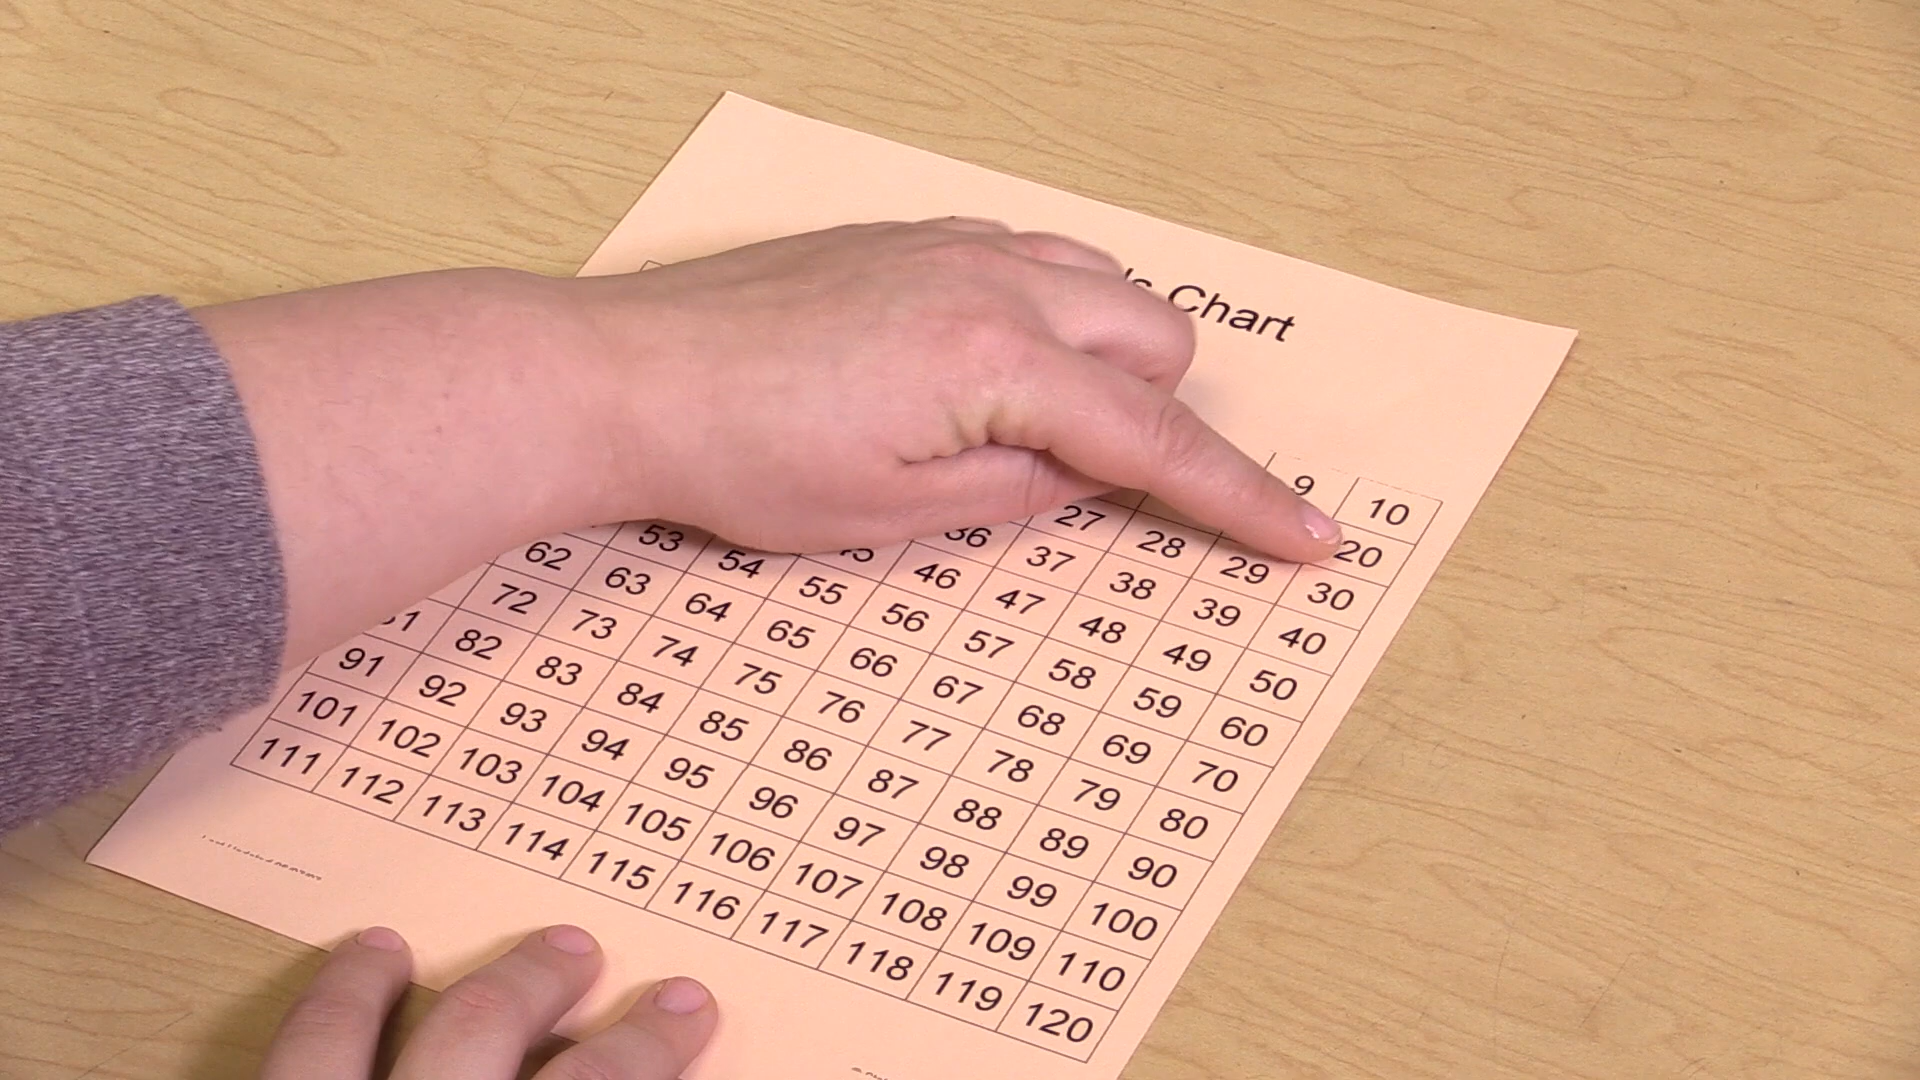 Chart
9 10
20
27 28 29 30
36 37 38 39 40
46 47 48 49 50
53 54 55 56 57 58 59 60
62 63 64 65 66 67 68 69 70
72 73 74 75 76 77 78 79 80
82 83 84 85 86 87 88 89 90
91 92 93 94 95 96 97 98 99 100
101 102 103 104 105 106 107 108 109 110
111 112 113 114 115 116 117 118 119 120